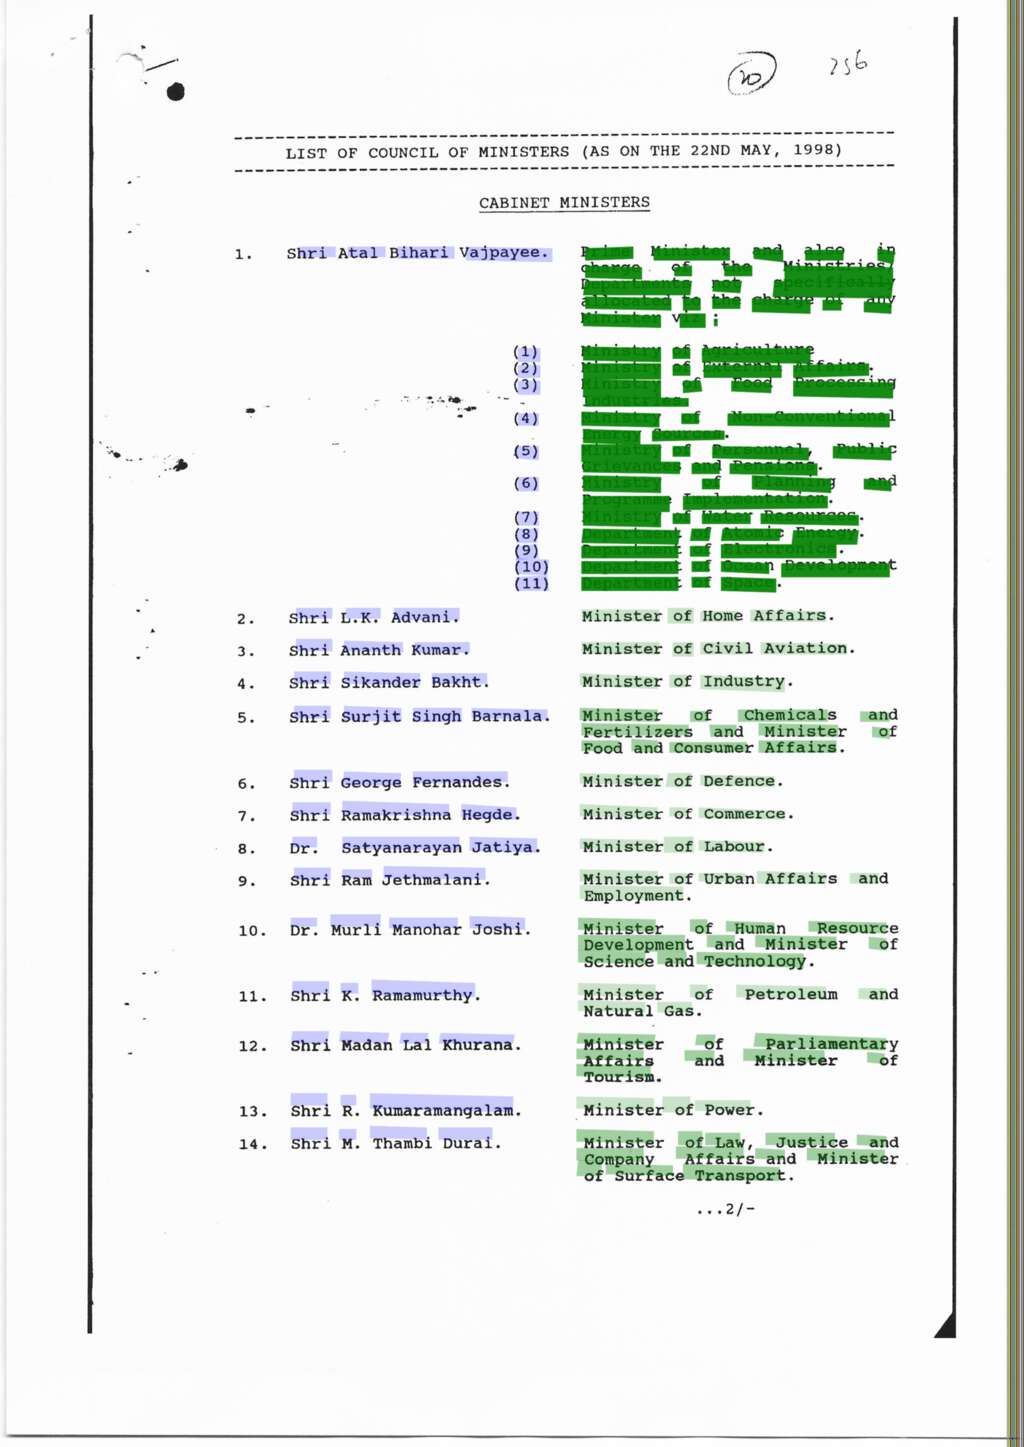 20 256
LIST OF COUNCIL OF MINISTERS (AS ON THE 22ND MAY, 1998)
CABINET MINISTERS
1. Shri Atal Bihari Vajpayee. Prime Minister and also in
charge of the Ministries/
Departments not specifically
allocated to the charge of any
Minister viz :
(1) Ministry of Agriculture
(2) Ministry of External Affairs.
(3) Ministry of Food Processing
Industries.
(4) Ministry of Non-Conventional
Energy Sources.
(5) Ministry of Personnel, Public
Grievances and Pensions.
(6) Ministry of Planning and
Programme Implementation.
(7) Ministry of Water Resources.
(8) Department of Atomic Energy.
(9) Department of Electronics.
(10) Department of Ocean Development
(11) Department of Space.
2. Shri L.K. Advani. Minister of Home Affairs.
3. Shri Ananth Kumar. Minister of Civil Aviation.
4. Shri Sikander Bakht. Minister of Industry.
5. Shri Surjit Singh Barnala. Minister of Chemicals and
Fertilizers and Minister of
Food and Consumer Affairs.
6. Shri George Fernandes. Minister of Defence.
7. Shri Ramakrishna Hegde. Minister of Commerce.
8. Dr. Satyanarayan Jatiya. Minister of Labour.
9. Shri Ram Jethmalani. Minister of Urban Affairs and
Employment.
10. Dr. Murli Manohar Joshi. Minister of Human Resource
Development and Minister of
Science and Technology.
11. Shri K. Ramamurthy. Minister of Petroleum and
Natural Gas.
12. Shri Madan Lal Khurana. Minister of Parliamentary
Affairs and Minister of
Tourism.
13. Shri R. Kumaramangalam. Minister of Power.
14. Shri M. Thambi Durai. Minister of Law, Justice and
Company Affairs and Minister
of Surface Transport.
...2/-